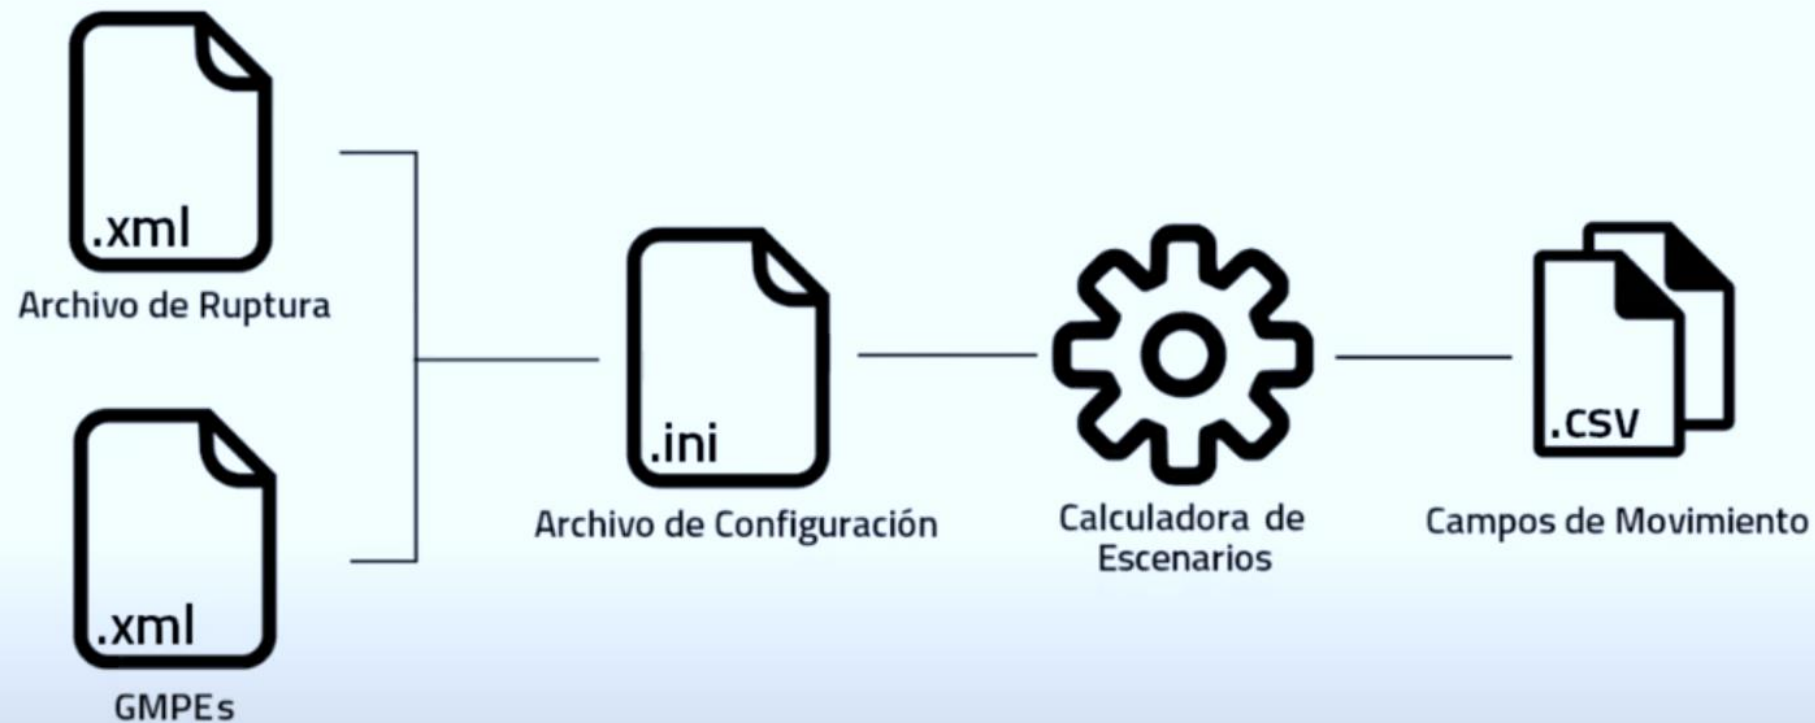 .xml
Archivo de Ruptura
.xml
GMPEs
.ini
Archivo de Configuración
Calculadora de
Escenarios
.csv
Campos de Movimiento